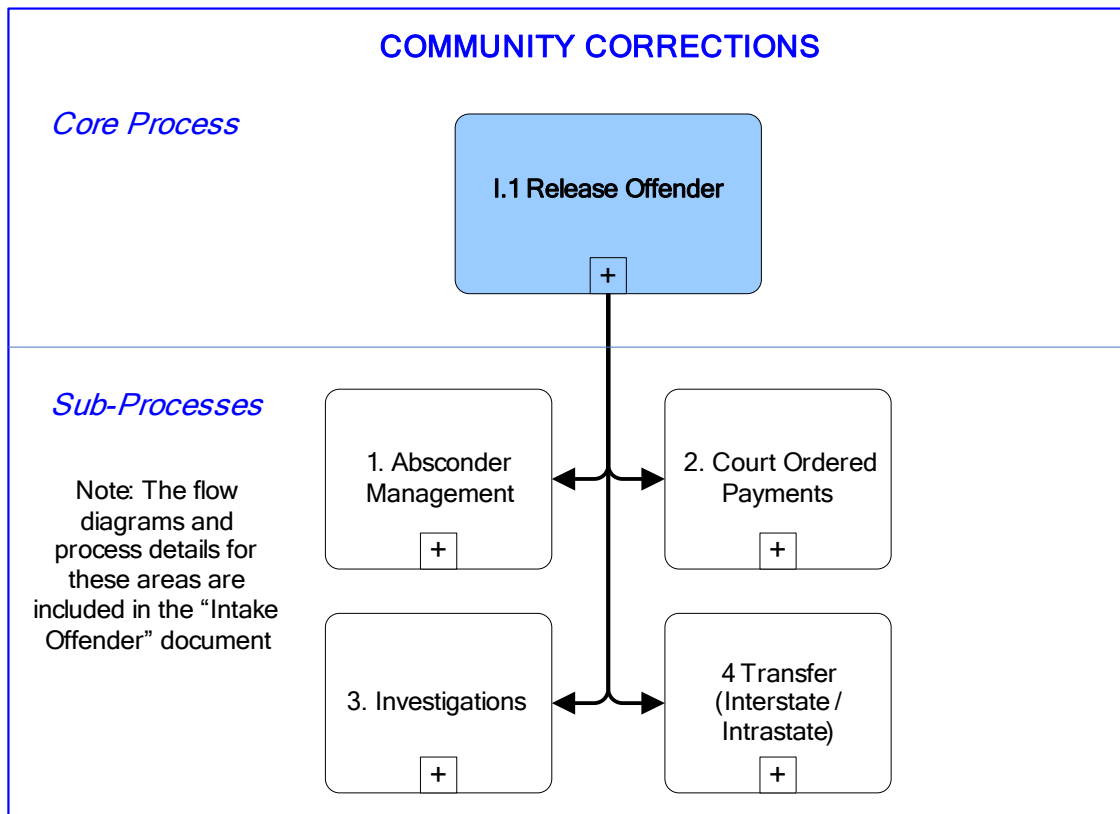 COMMUNITY CORRECTIONS
Core Process
I.1 Release Offender
+
Sub-Processes
Note: The flow
diagrams and
process details for
these areas are
included in the “Intake
Offender” document
1. Absconder
Management
+
2. Court Ordered
Payments
+
3. Investigations
+
4 Transfer
(Interstate /
Intrastate)
+